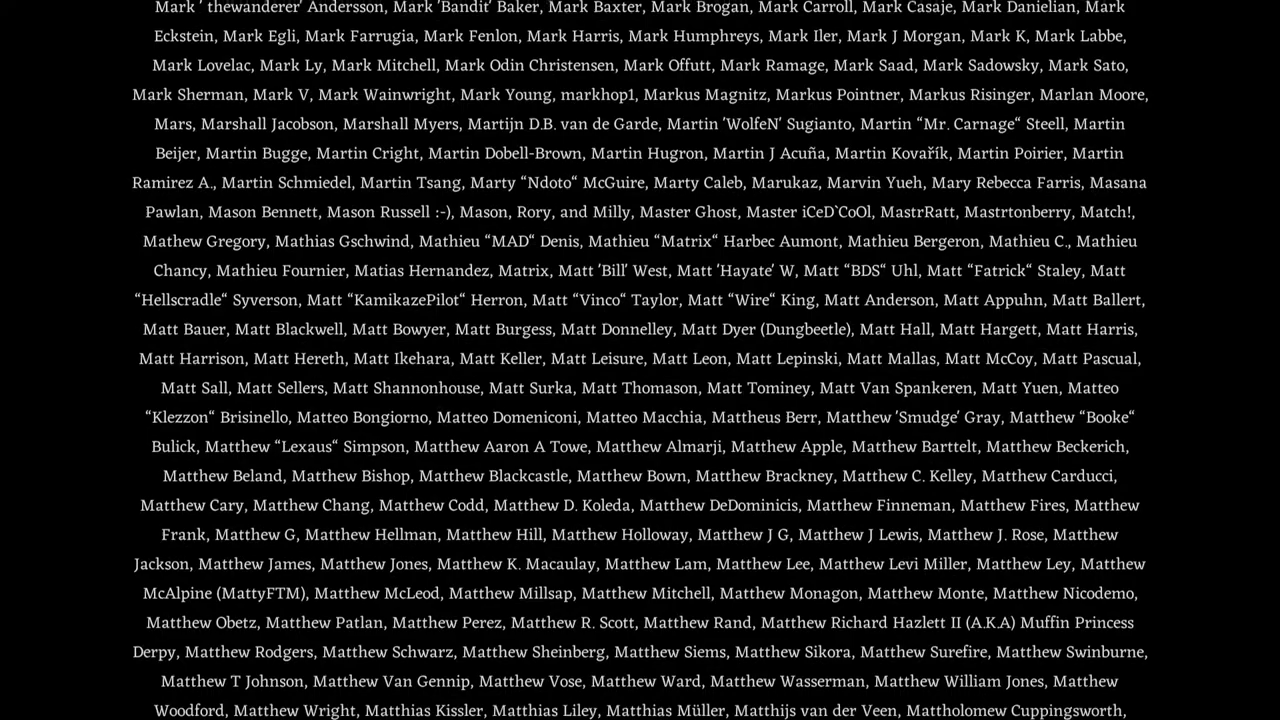 Mark ' thewanderer' Andersson, Mark 'Bandit' Baker, Mark Baxter, Mark Brogan, Mark Carroll, Mark Casaje, Mark Danielian, Mark
Eckstein, Mark Egli, Mark Farrugia, Mark Fenlon, Mark Harris, Mark Humphreys, Mark Iler, Mark J Morgan, Mark K, Mark Labbe,
Mark Lovelac, Mark Ly, Mark Mitchell, Mark Odin Christensen, Mark Offutt, Mark Ramage, Mark Saad, Mark Sadowsky, Mark Sato,
Mark Sherman, Mark V, Mark Wainwright, Mark Young, markhop1, Markus Magnitz, Markus Pointner, Markus Risinger, Marlan Moore,
Mars, Marshall Jacobson, Marshall Myers, Martijn D.B. van de Garde, Martin 'WolfeN' Sugianto, Martin “Mr. Carnage“ Steell, Martin
Beijer, Martin Bugge, Martin Cright, Martin Dobell-Brown, Martin Hugron, Martin J Acuña, Martin Kovařík, Martin Poirier, Martin
Ramirez A., Martin Schmiedel, Martin Tsang, Marty “Ndoto“ McGuire, Marty Caleb, Marukaz, Marvin Yueh, Mary Rebecca Farris, Masana
Pawlan, Mason Bennett, Mason Russell :-), Mason, Rory, and Milly, Master Ghost, Master iCeD`CoOl, MastrRatt, Mastrtonberry, Match!,
Mathew Gregory, Mathias Gschwind, Mathieu “MAD“ Denis, Mathieu “Matrix“ Harbec Aumont, Mathieu Bergeron, Mathieu C., Mathieu
Chancy, Mathieu Fournier, Matias Hernandez, Matrix, Matt 'Bill' West, Matt 'Hayate' W, Matt “BDS“ Uhl, Matt “Fatrick“ Staley, Matt
“Hellscradle“ Syverson, Matt “KamikazePilot“ Herron, Matt “Vinco“ Taylor, Matt “Wire“ King, Matt Anderson, Matt Appuhn, Matt Ballert,
Matt Bauer, Matt Blackwell, Matt Bowyer, Matt Burgess, Matt Donnelley, Matt Dyer (Dungbeetle), Matt Hall, Matt Hargett, Matt Harris,
Matt Harrison, Matt Hereth, Matt Ikehara, Matt Keller, Matt Leisure, Matt Leon, Matt Lepinski, Matt Mallas, Matt McCoy, Matt Pascual,
Matt Sall, Matt Sellers, Matt Shannonhouse, Matt Surka, Matt Thomason, Matt Tominey, Matt Van Spankeren, Matt Yuen, Matteo
“Klezzon“ Brisinello, Matteo Bongiorno, Matteo Domeniconi, Matteo Macchia, Mattheus Berr, Matthew 'Smudge' Gray, Matthew “Booke“
Bulick, Matthew “Lexaus“ Simpson, Matthew Aaron A Towe, Matthew Almarji, Matthew Apple, Matthew Barttelt, Matthew Beckerich,
Matthew Beland, Matthew Bishop, Matthew Blackcastle, Matthew Bown, Matthew Brackney, Matthew C. Kelley, Matthew Carducci,
Matthew Cary, Matthew Chang, Matthew Codd, Matthew D. Koleda, Matthew DeDominicis, Matthew Finneman, Matthew Fires, Matthew
Frank, Matthew G, Matthew Hellman, Matthew Hill, Matthew Holloway, Matthew J G, Matthew J Lewis, Matthew J. Rose, Matthew
Jackson, Matthew James, Matthew Jones, Matthew K. Macaulay, Matthew Lam, Matthew Lee, Matthew Levi Miller, Matthew Ley, Matthew
McAlpine (MattyFTM), Matthew McLeod, Matthew Millsap, Matthew Mitchell, Matthew Monagon, Matthew Monte, Matthew Nicodemo,
Matthew Obetz, Matthew Patlan, Matthew Perez, Matthew R. Scott, Matthew Rand, Matthew Richard Hazlett II (A.K.A) Muffin Princess
Derpy, Matthew Rodgers, Matthew Schwarz, Matthew Sheinberg, Matthew Siems, Matthew Sikora, Matthew Surefire, Matthew Swinburne,
Matthew T Johnson, Matthew Van Gennip, Matthew Vose, Matthew Ward, Matthew Wasserman, Matthew William Jones, Matthew
Woodford, Matthew Wright, Matthias Kissler, Matthias Liley, Matthias Müller, Matthijs van der Veen, Mattholomew Cuppingsworth,